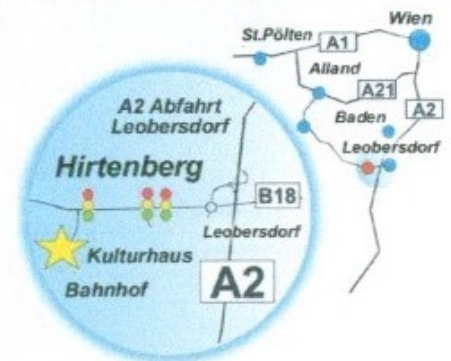 Wien
St.Pölten
A1
Alland
A21
A2
Baden
Leobersdorf
A2 Abfahrt
Leobersdorf
Hirtenberg
B18
Leobersdorf
Kulturhaus
Bahnhof
A2